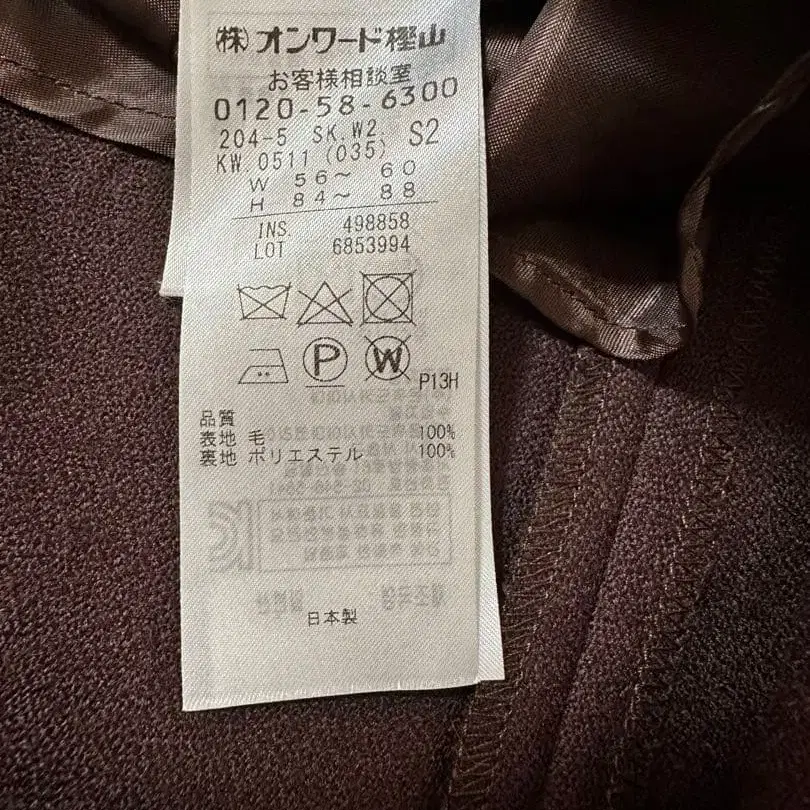 ㈱オンワード樫山
お客様相談室
0120-58-6300
204-5 SK.W2. S2
KW.0511 (035)
W 56～ 60
H 84～ 88
INS. 498858
LOT 6853994
P
W
P13H
品質
表地 毛 100%
裏地 ポリエステル 100%
日本製